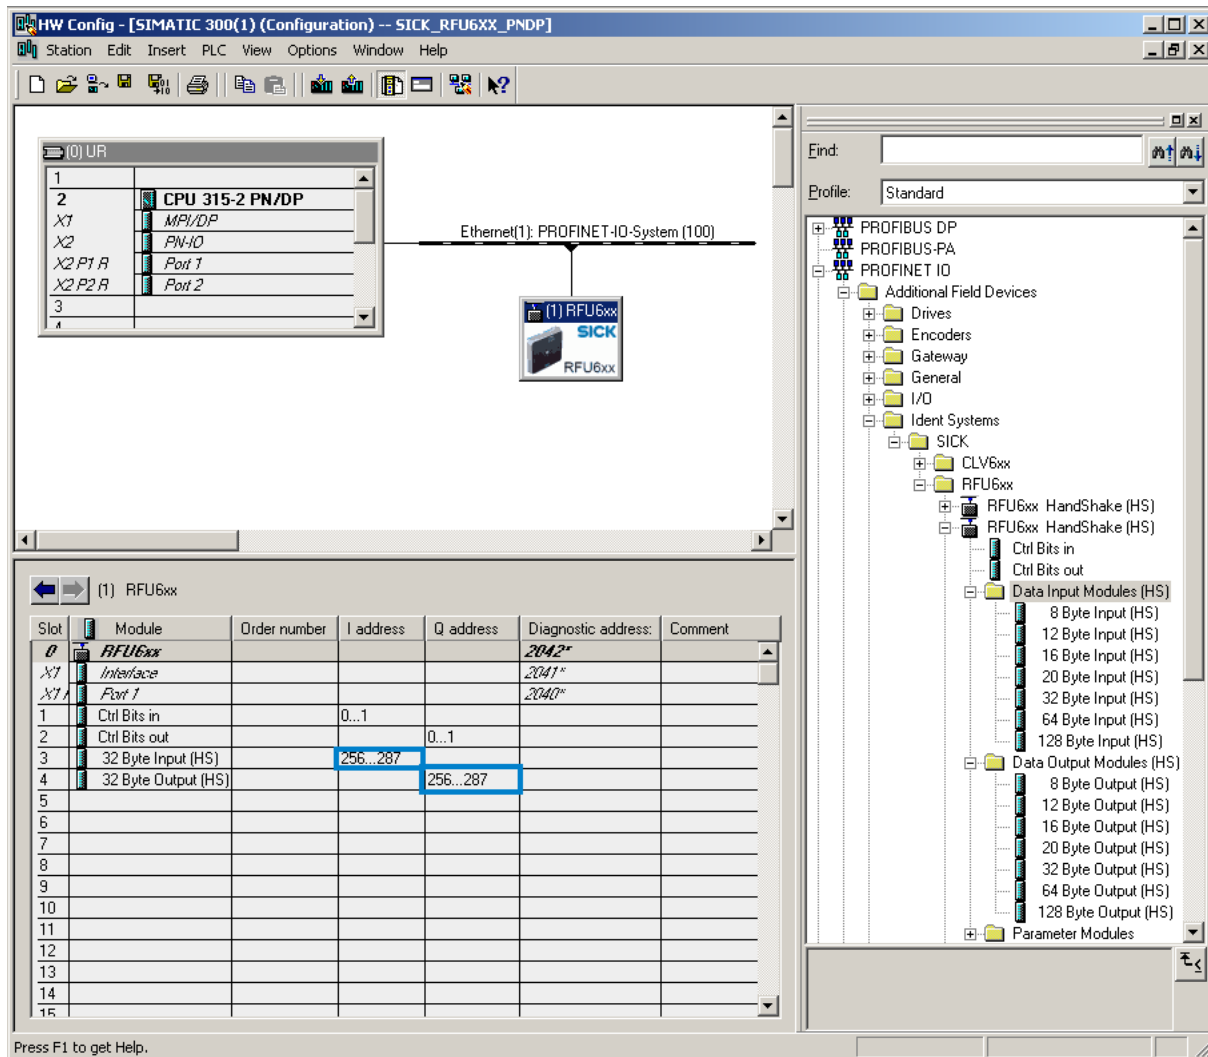 HW Config - [SIMATIC 300(1) (Configuration) -- SICK_RFU6XX_PNDP]
Station Edit Insert PLC View Options Window Help
(0) UR
1
2 CPU 315-2 PN/DP
X1 MPI/DP
X2 PN-IO
X2 P1 R Port 1
X2 P2 R Port 2
3
4
Ethernet(1): PROFINET-IO-System (100)
(1) RFU6xx
SICK
RFU6xx
Find:
Profile: Standard
PROFIBUS DP
PROFIBUS-PA
PROFINET IO
Additional Field Devices
Drives
Encoders
Gateway
General
I/O
Ident Systems
SICK
CLV6xx
RFU6xx
RFU6xx HandShake (HS)
RFU6xx HandShake (HS)
Ctrl Bits in
Ctrl Bits out
Data Input Modules (HS)
8 Byte Input (HS)
12 Byte Input (HS)
16 Byte Input (HS)
20 Byte Input (HS)
32 Byte Input (HS)
64 Byte Input (HS)
128 Byte Input (HS)
Data Output Modules (HS)
8 Byte Output (HS)
12 Byte Output (HS)
16 Byte Output (HS)
20 Byte Output (HS)
32 Byte Output (HS)
64 Byte Output (HS)
128 Byte Output (HS)
Parameter Modules
(1) RFU6xx
Slot Module Order number I address Q address Diagnostic address: Comment
0 RFU6xx 2042*
X1 Interface 2041*
X1 Port 1 2040*
1 Ctrl Bits in 0...1
2 Ctrl Bits out 0...1
3 32 Byte Input (HS) 256...287
4 32 Byte Output (HS) 256...287
5
6
7
8
9
10
11
12
13
14
15
Press F1 to get Help.